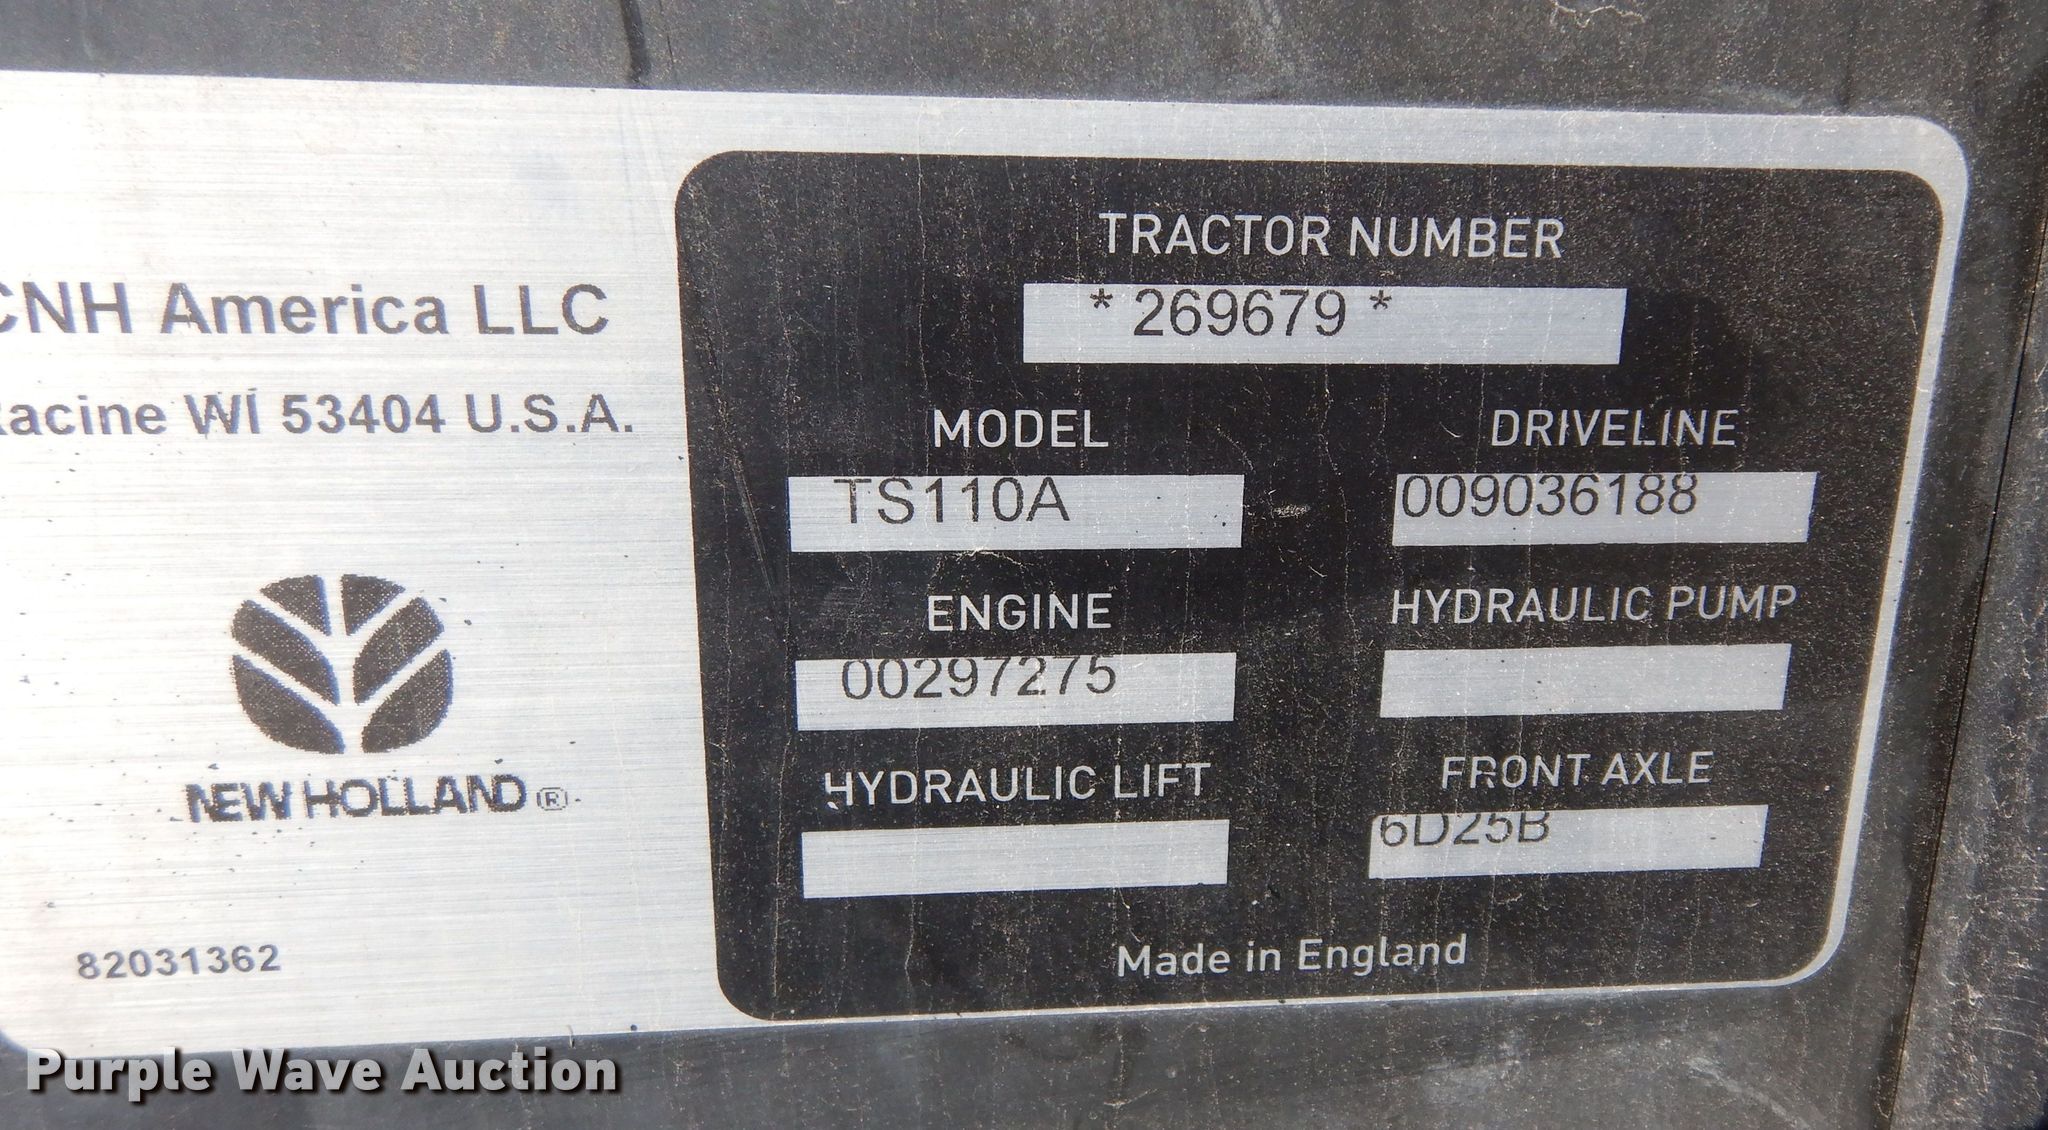 CNH America LLC
Racine WI 53404 U.S.A.
NEW HOLLAND ®
82031362
TRACTOR NUMBER
*269679*
MODEL
TS110A
DRIVELINE
009036188
ENGINE
00297275
HYDRAULIC PUMP
HYDRAULIC LIFT
FRONT AXLE
6D25B
Made in England
Purple Wave Auction